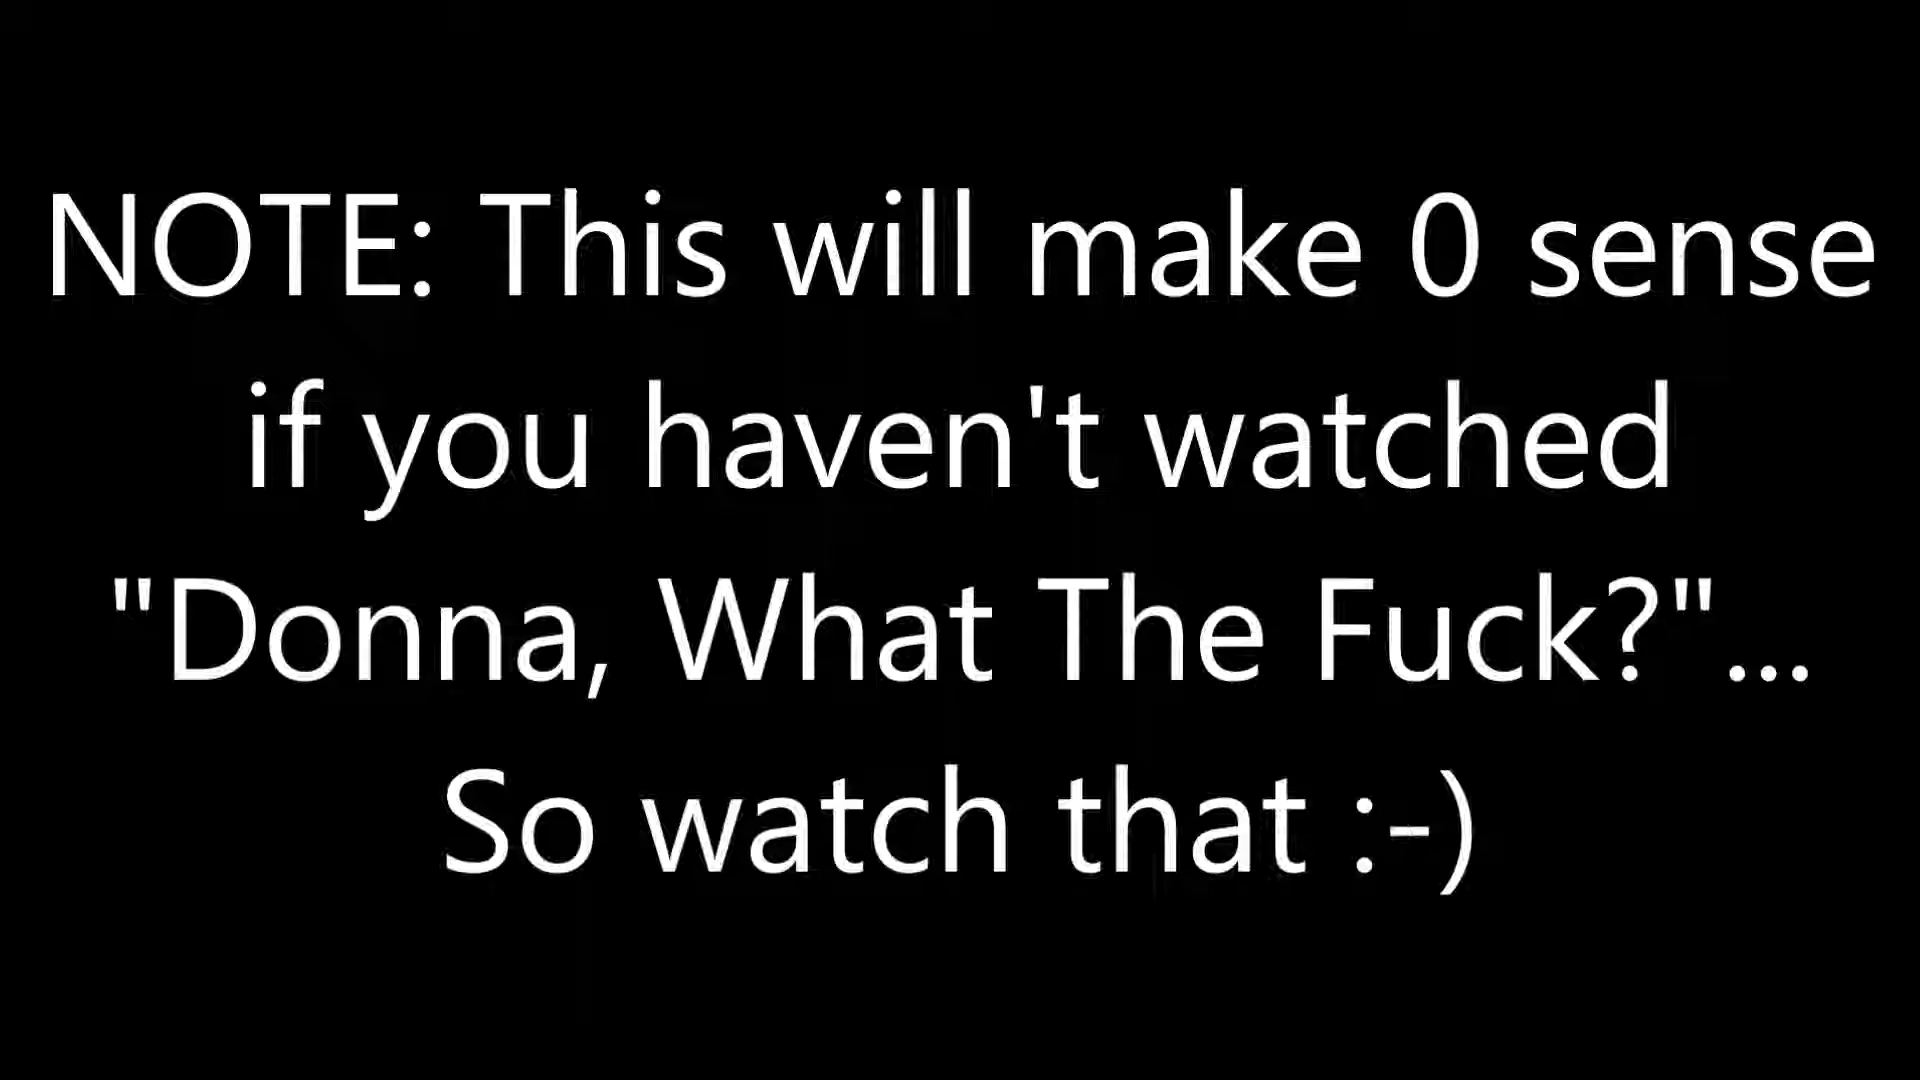 NOTE: This will make 0 sense
if you haven't watched
"Donna, What The Fuck?"...
So watch that :-)